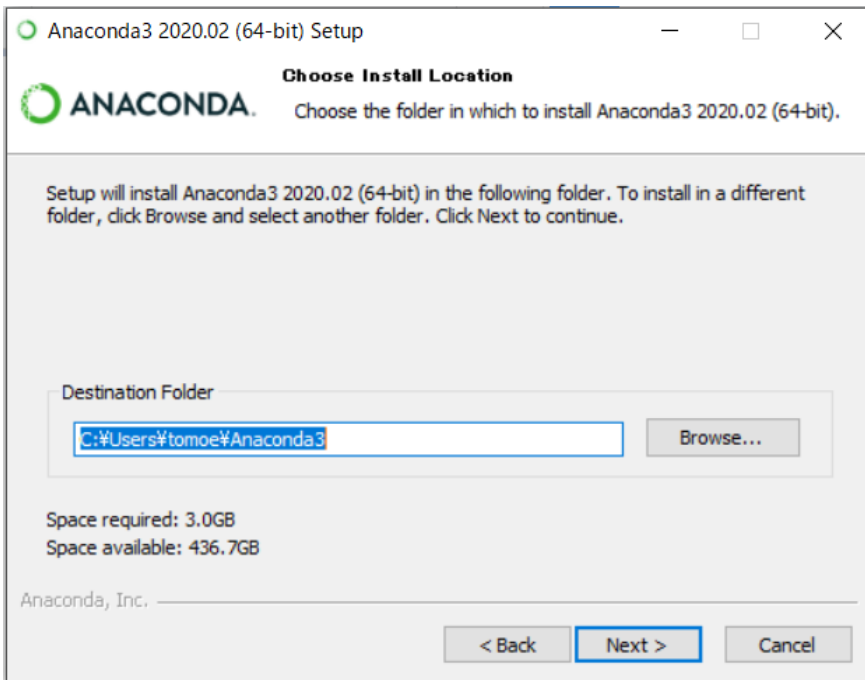 Anaconda3 2020.02 (64-bit) Setup
Choose Install Location
ANACONDA.
Choose the folder in which to install Anaconda3 2020.02 (64-bit).
Setup will install Anaconda3 2020.02 (64-bit) in the following folder. To install in a different
folder, click Browse and select another folder. Click Next to continue.
Destination Folder
C:¥Users¥tomoe¥Anaconda3
Browse...
Space required: 3.0GB
Space available: 436.7GB
Anaconda, Inc.
< Back
Next >
Cancel